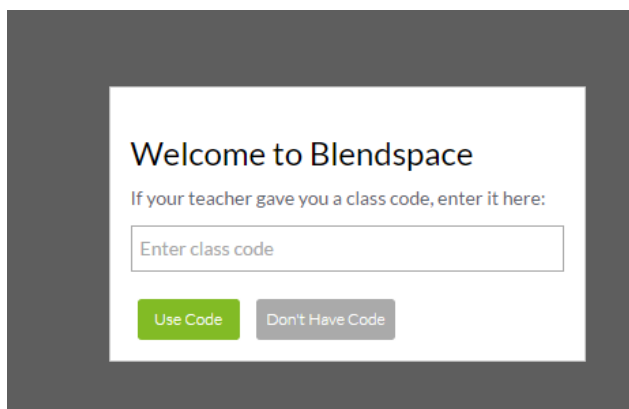 Welcome to Blendspace
If your teacher gave you a class code, enter it here:
Enter class code
Use Code Don't Have Code